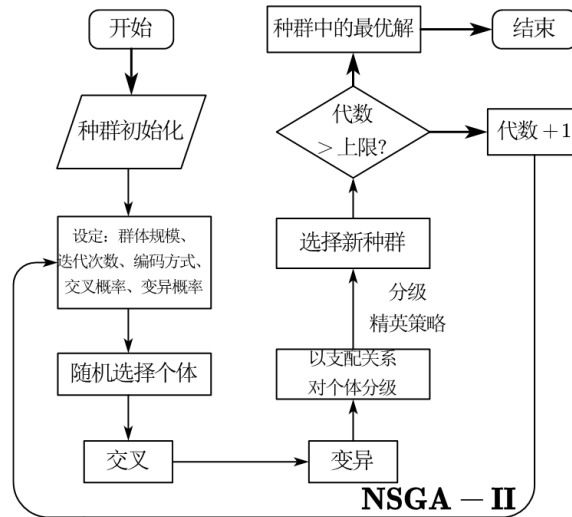 开始
种群初始化
设定：群体规模、
迭代次数、编码方式、
交叉概率、变异概率
随机选择个体
交叉
变异
以支配关系
对个体分级
分级
精英策略
选择新种群
代数
>上限?
代数+1
种群中的最优解
结束
NSGA-II